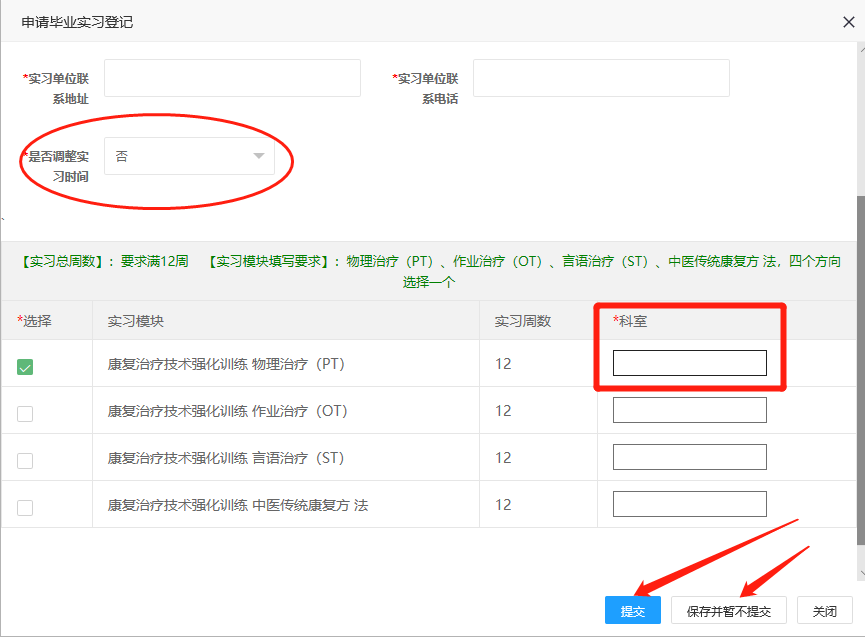 申请毕业实习登记
*实习单位联
系地址
*实习单位联
系电话
*是否调整实
习时间
否
【实习总周数】：要求满12周 【实习模块填写要求】：物理治疗（PT）、作业治疗（OT）、言语治疗（ST）、中医传统康复方 法，四个方向
选择一个
*选择 实习模块 实习周数 *科室
康复治疗技术强化训练 物理治疗（PT） 12
康复治疗技术强化训练 作业治疗（OT） 12
康复治疗技术强化训练 言语治疗（ST） 12
康复治疗技术强化训练 中医传统康复方 法 12
提交 保存并暂不提交 关闭